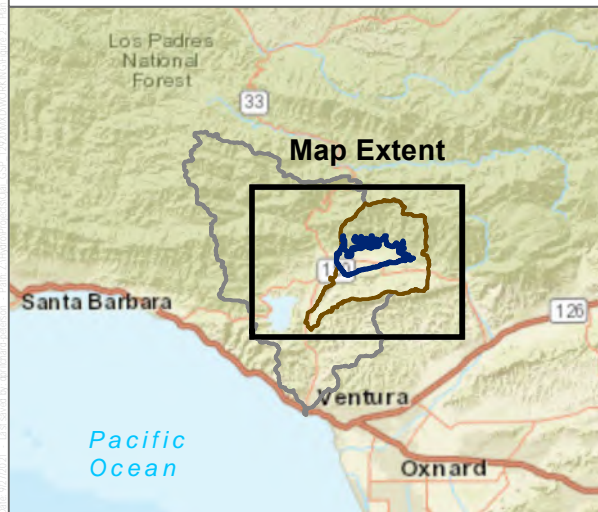 Los Padres
National
Forest
33
Map Extent
Santa Barbara
126
Ventura
Pacific
Ocean
Oxnard